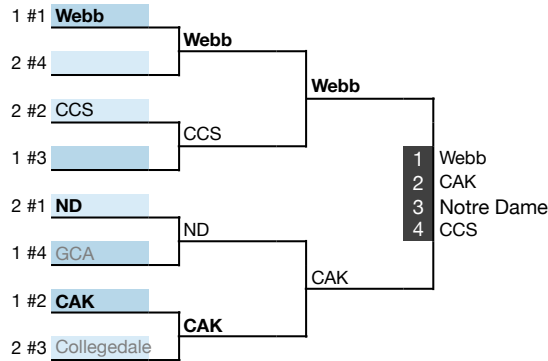 1 #1 Webb
Webb
2 #4
Webb
2 #2 CCS
CCS
1 #3
1 Webb
2 CAK
3 Notre Dame
4 CCS
2 #1 ND
ND
1 #4 GCA
CAK
1 #2 CAK
CAK
2 #3 Collegedale